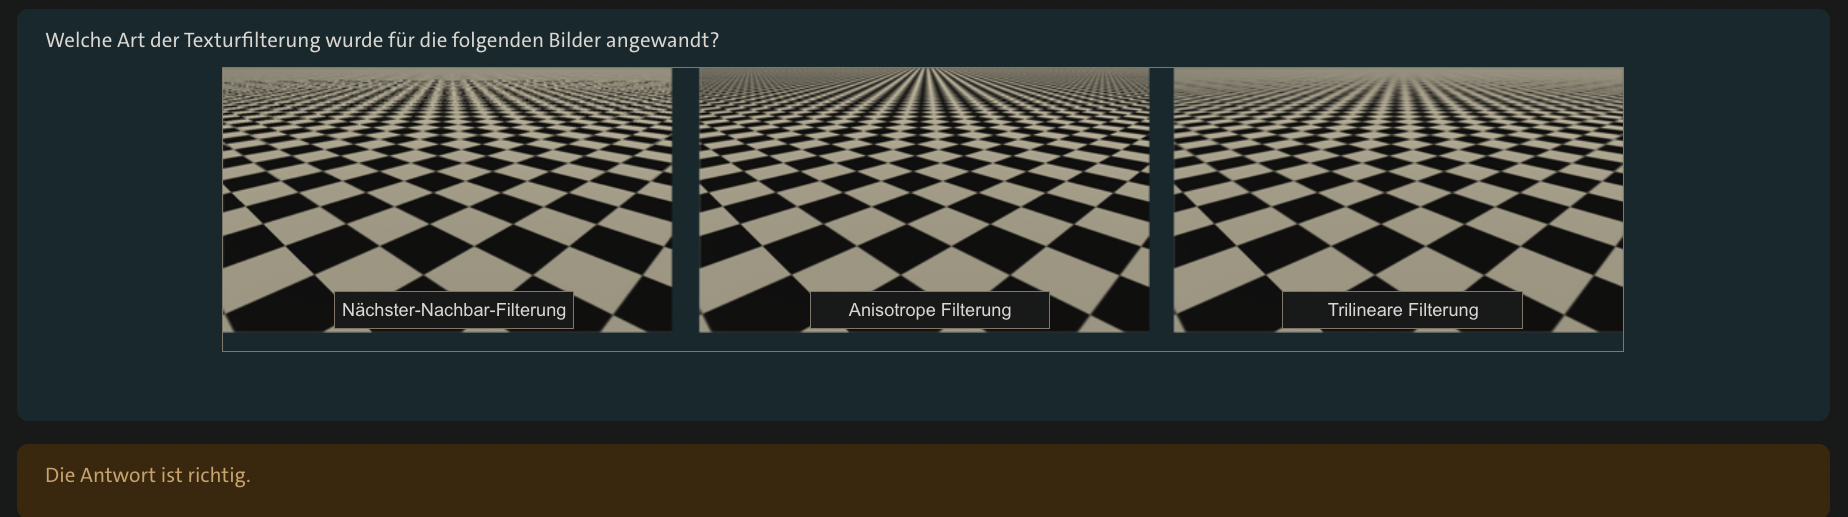 Welche Art der Texturfilterung wurde für die folgenden Bilder angewandt?
Nächster-Nachbar-Filterung
Anisotrope Filterung
Trilineare Filterung
Die Antwort ist richtig.